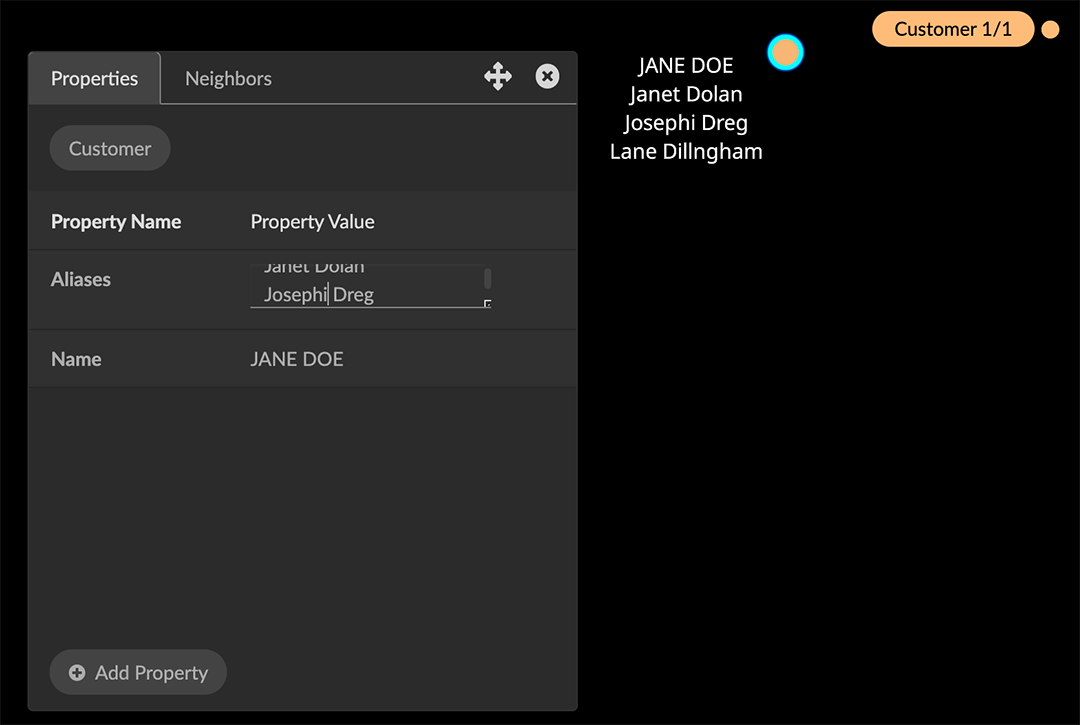 Customer 1/1
Properties
Neighbors
Customer
Property Name
Property Value
Aliases
Janet Dolan
Josephi Dreg
Name
JANE DOE
Add Property
JANE DOE
Janet Dolan
Josephi Dreg
Lane Dillngham